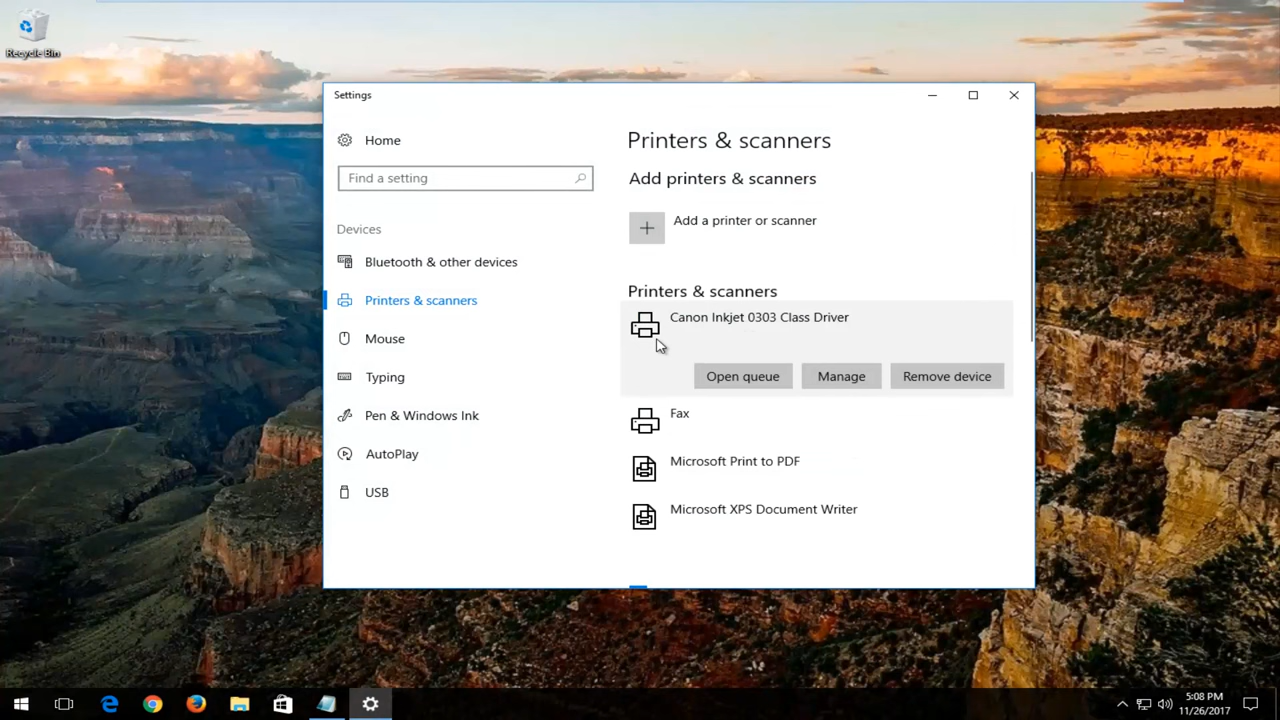 Recycle Bin
Settings
Home
Find a setting
Devices
Bluetooth & other devices
Printers & scanners
Mouse
Typing
Pen & Windows Ink
AutoPlay
USB
Printers & scanners
Add printers & scanners
Add a printer or scanner
Printers & scanners
Canon Inkjet 0303 Class Driver
Open queue
Manage
Remove device
Fax
Microsoft Print to PDF
Microsoft XPS Document Writer
5:08 PM
11/26/2017